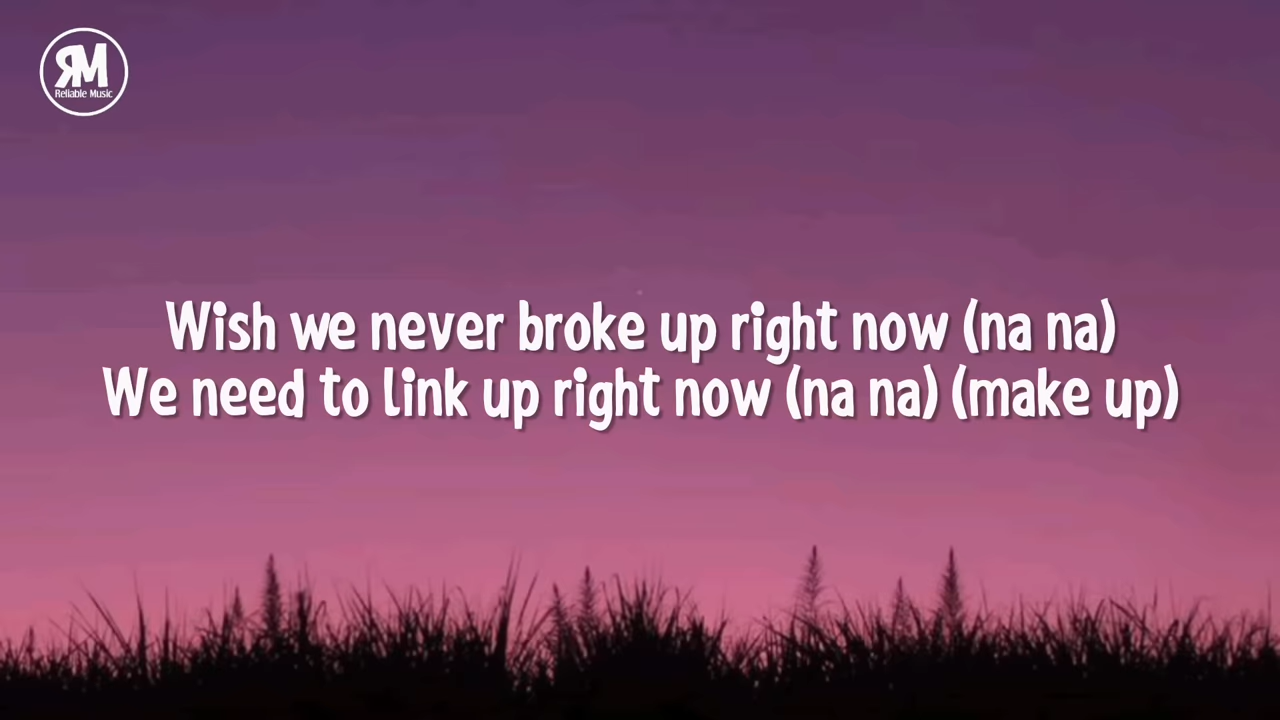 RM
Reliable Music
Wish we never broke up right now (na na)
We need to link up right now (na na) (make up)